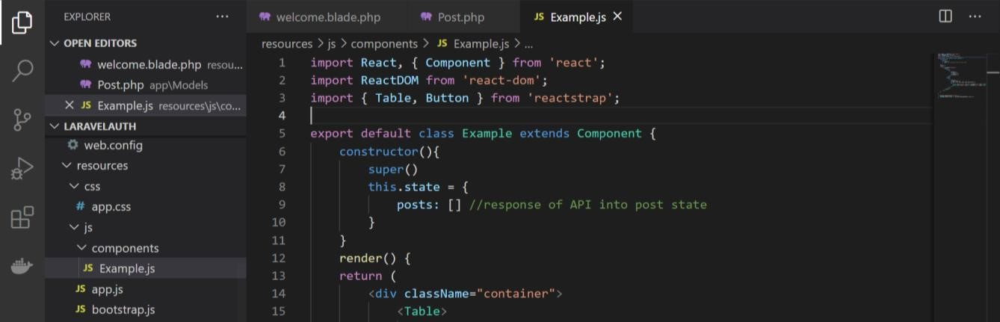 EXPLORER
OPEN EDITORS
welcome.blade.php resou...
Post.php app\Models
Example.js resources\js\co...
LARAVELAUTH
web.config
resources
css
# app.css
js
components
JS Example.js
JS app.js
JS bootstrap.js
welcome.blade.php
Post.php
JS Example.js
resources > js > components > JS Example.js > ...
1 import React, { Component } from 'react';
2 import ReactDOM from 'react-dom';
3 import { Table, Button } from 'reactstrap';
4
5 export default class Example extends Component {
6 constructor(){
7 super()
8 this.state = {
9 posts: [] //response of API into post state
10 }
11 }
12 render() {
13 return (
14 <div className="container">
15 <Table>